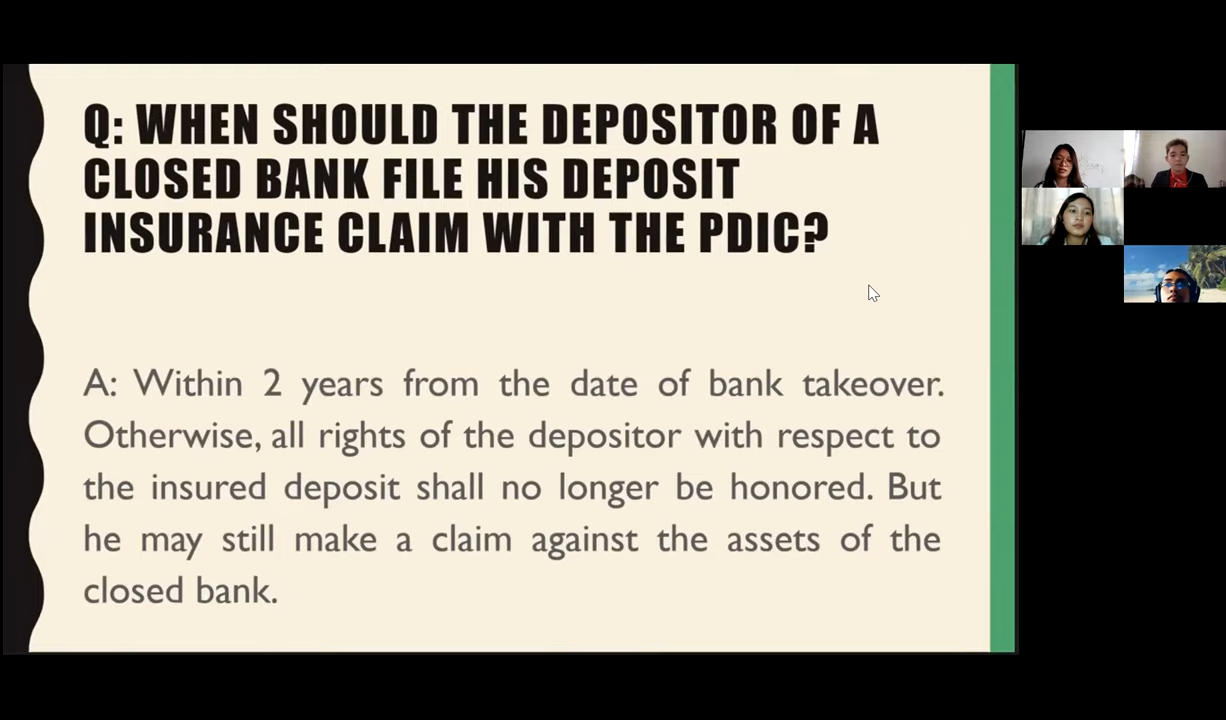 Q: WHEN SHOULD THE DEPOSITOR OF A
CLOSED BANK FILE HIS DEPOSIT
INSURANCE CLAIM WITH THE PDIC?
A: Within 2 years from the date of bank takeover.
Otherwise, all rights of the depositor with respect to
the insured deposit shall no longer be honored. But
he may still make a claim against the assets of the
closed bank.